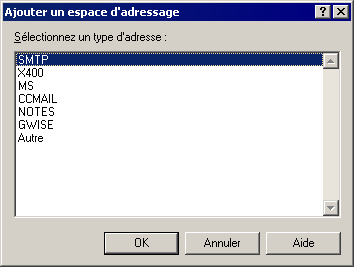 Ajouter un espace d'adressage
Sélectionnez un type d'adresse :
SMTP
X400
MS
CCMAIL
NOTES
GWISE
Autre
OK Annuler Aide